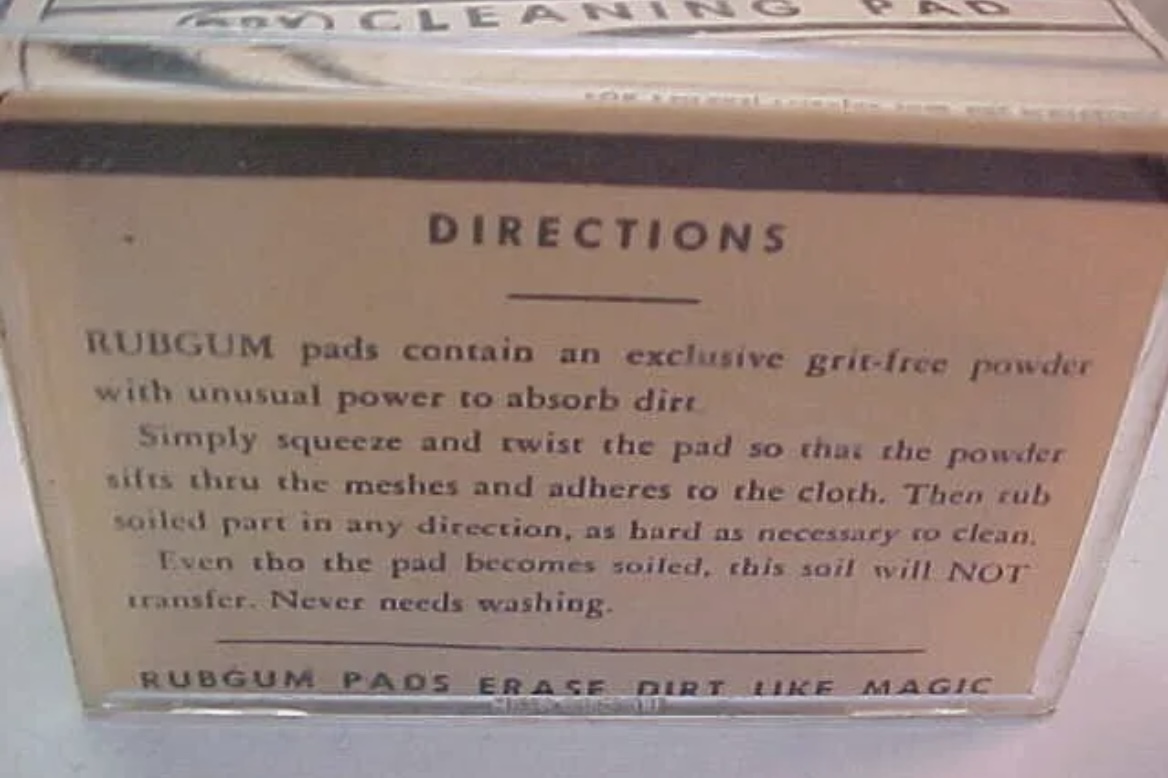 CLEANING PAD
DIRECTIONS
RUBGUM pads contain an exclusive grit-free powder
with unusual power to absorb dirt
Simply squeeze and twist the pad so that the powder
sifts thru the meshes and adheres to the cloth. Then rub
soiled part in any direction, as hard as necessary to clean.
Even tho the pad becomes soiled, this soil will NOT
transfer. Never needs washing.
RUBGUM PADS ERASE DIRT LIKE MAGIC